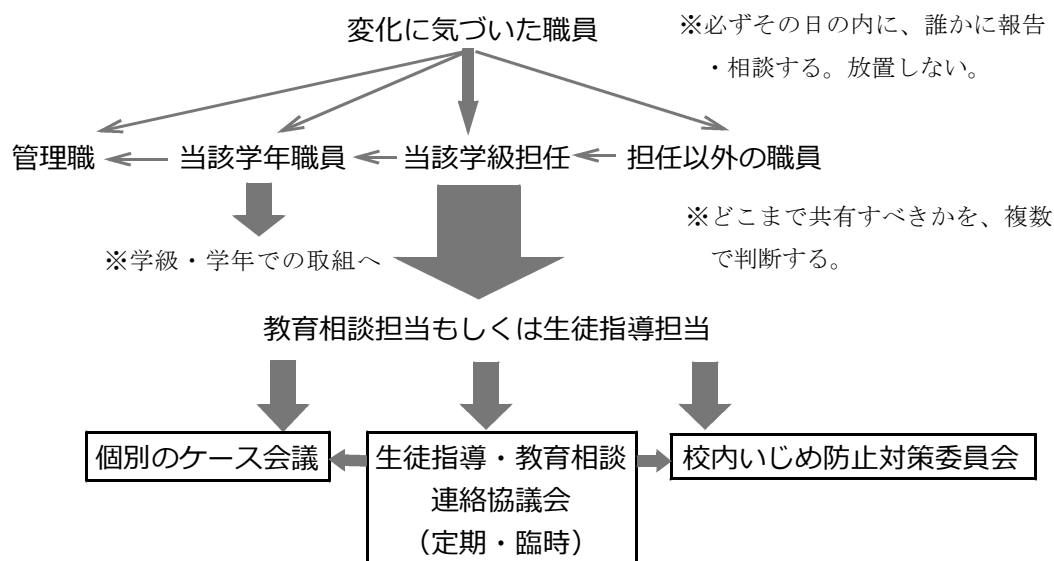 変化に気づいた職員
※必ずその日の内に、誰かに報告
・相談する。放置しない。
管理職
当該学年職員
当該学級担任
担任以外の職員
※どこまで共有すべきかを、複数
で判断する。
※学級・学年での取組へ
教育相談担当もしくは生徒指導担当
個別のケース会議
生徒指導・教育相談
連絡協議会
（定期・臨時）
校内いじめ防止対策委員会